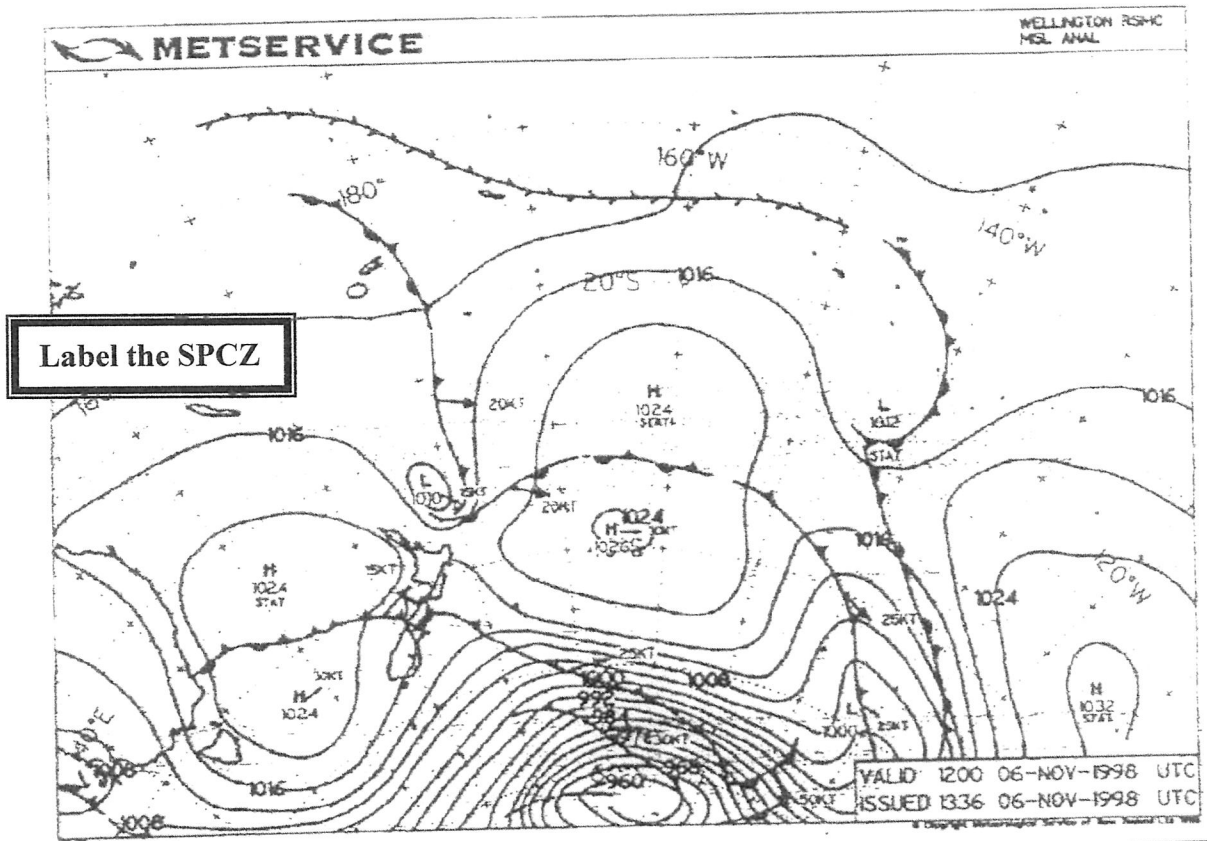 METSERVICE
WELLINGTON RSMC
MSL ANAL
160°W
180°
140°W
20°S
1016
Label the SPCZ
H
1024
STAT
20KT
1016
L
1012
STAT
1016
L
1010
20KT
1024
H
1016
H
1024
STAT
15KT
120°W
1024
25KT
25KT
H
1024
30KT
1000
1008
992
H
1032
STAT
L
1000
25KT
1008
1016
960
30KT
50KT
1008
VALID 1200 06-NOV-1998 UTC
ISSUED 1336 06-NOV-1998 UTC